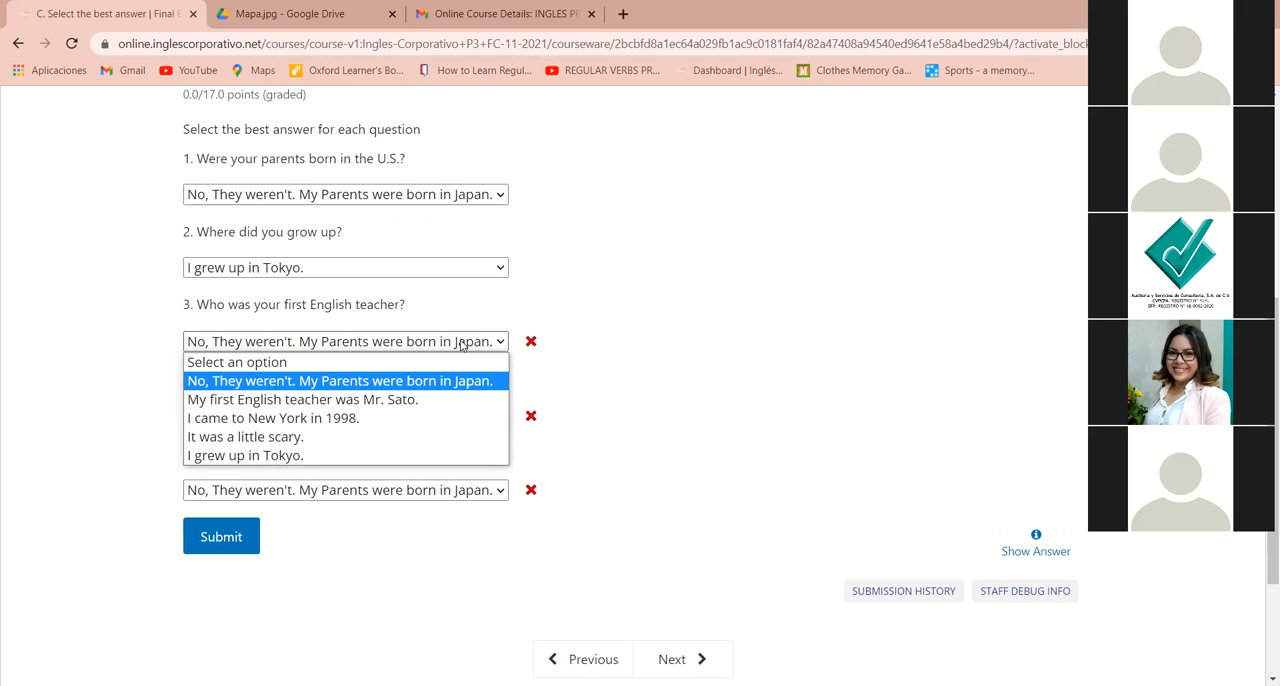 C. Select the best answer | Final E
Mapa.jpg - Google Drive
Online Course Details: INGLES PR
online.inglescorporativo.net/courses/course-v1:Ingles-Corporativo+P3+FC-11-2021/courseware/2bcbfd8a1ec64a029fb1ac9c0181faf4/82a47408a94540ed9641e58a4bed29b4/?activate_block
Aplicaciones
Gmail
YouTube
Maps
Oxford Learner's Bo...
How to Learn Regul...
REGULAR VERBS PR...
Dashboard | Inglés...
Clothes Memory Ga...
Sports - a memory...
0.0/17.0 points (graded)
Select the best answer for each question
1. Were your parents born in the U.S.?
No, They weren't. My Parents were born in Japan.
2. Where did you grow up?
I grew up in Tokyo.
3. Who was your first English teacher?
No, They weren't. My Parents were born in Japan.
Select an option
No, They weren't. My Parents were born in Japan.
My first English teacher was Mr. Sato.
I came to New York in 1998.
It was a little scary.
I grew up in Tokyo.
No, They weren't. My Parents were born in Japan.
Submit
Show Answer
SUBMISSION HISTORY
STAFF DEBUG INFO
Previous
Next
Auditoría y Servicios de Consultoría, S.A. de C.V.